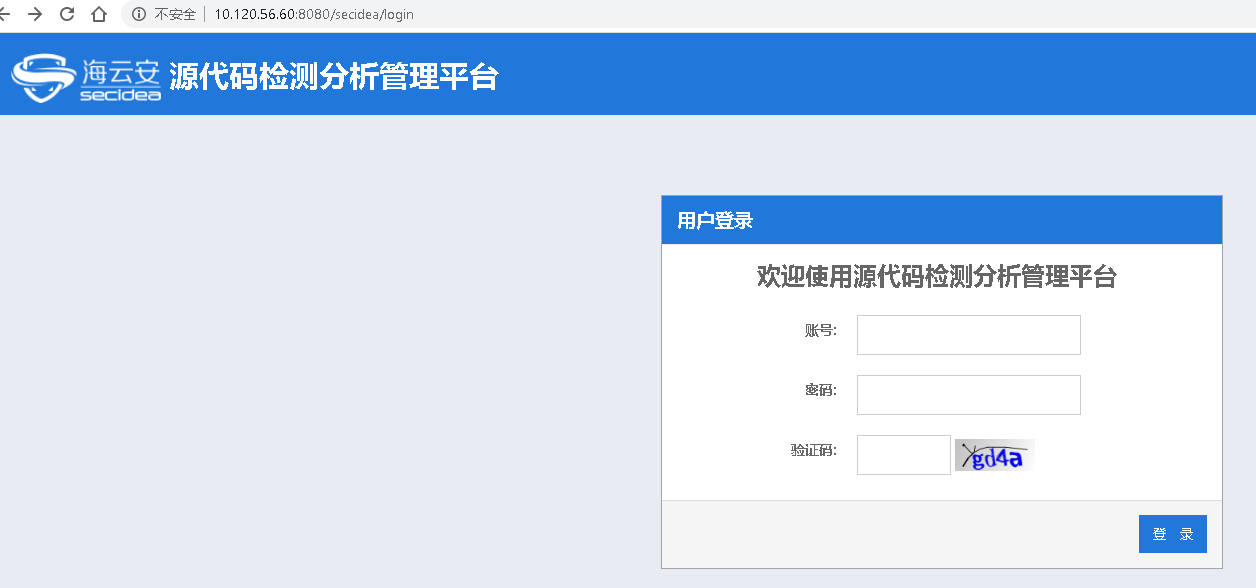 不安全 10.120.56.60:8080/secidea/login
海云安
secidea
源代码检测分析管理平台
用户登录
欢迎使用源代码检测分析管理平台
账号:
密码:
验证码:
gd4a
登 录